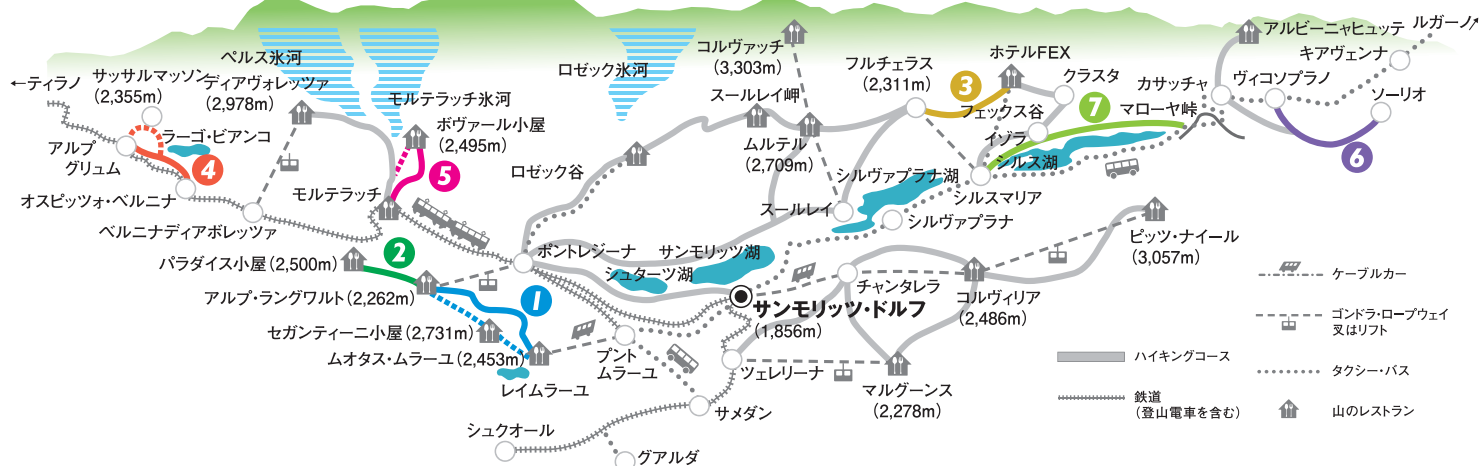 ←ティラノ
サッサルマッソン
(2,355m)
アルプ
グリュム
ラーゴ・ビアンコ
4
オスピッツォ・ベルニナ
ベルニナディアボレッツァ
ペルス氷河
ディアヴォレッツァ
(2,978m)
モルテラッチ氷河
ボヴァール小屋
(2,495m)
5
モルテラッチ
ロゼック氷河
ロゼック谷
コルヴァッチ
(3,303m)
スールレイ岬
ムルテル
(2,709m)
フルチェラス
(2,311m)
3
ホテルFEX
クラスタ
フェックス谷
イゾラ
7
マローヤ峠
シルス湖
シルスマリア
シルヴァプラナ湖
シルヴァプラナ
スールレイ
カサッチャ
アルビーニャヒュッテ
ルガーノ
キアヴェンナ
ヴィコソプラノ
ソーリオ
6
パラダイス小屋(2,500m)
2
アルプ・ラングワルト(2,262m)
1
セガンティーニ小屋(2,731m)
ムオタス・ムラーユ(2,453m)
レイムラーユ
ポントレジーナ
シュターツ湖
サンモリッツ湖
サンモリッツ・ドルフ
(1,856m)
チャンタレラ
コルヴィリア
(2,486m)
ピッツ・ナイール
(3,057m)
プント
ムラーユ
ツェレリーナ
マルグーンス
(2,278m)
サメダン
シュクオール
グアルダ
ケーブルカー
ゴンドラ・ロープウェイ
又はリフト
ハイキングコース
タクシー・バス
鉄道
(登山電車を含む)
山のレストラン